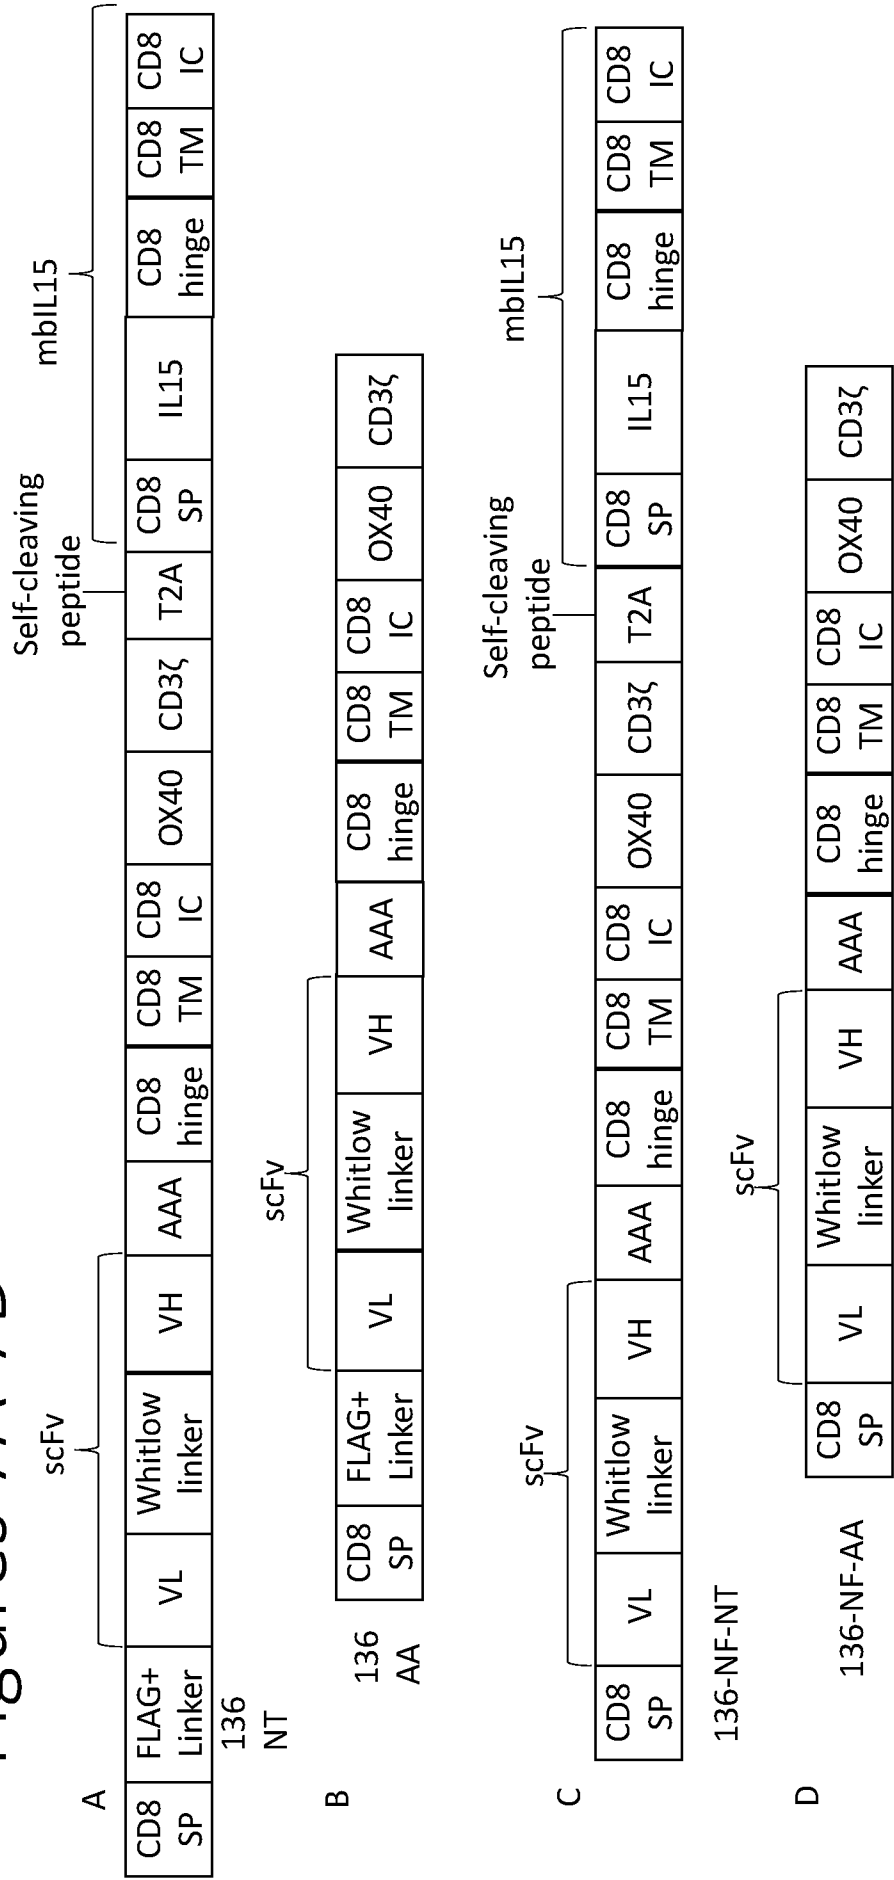 A
scFv
Self-cleaving
peptide
mbIL15
CD8
SP
FLAG+
Linker
VL
Whitlow
linker
VH
AAA
CD8
hinge
CD8
TM
CD8
IC
OX40
CD3ζ
T2A
CD8
SP
IL15
CD8
hinge
CD8
TM
CD8
IC
136
NT
B
scFv
136
AA
CD8
SP
FLAG+
Linker
VL
Whitlow
linker
VH
AAA
CD8
hinge
CD8
TM
CD8
IC
OX40
CD3ζ
C
scFv
Self-cleaving
peptide
mbIL15
CD8
SP
VL
Whitlow
linker
VH
AAA
CD8
hinge
CD8
TM
CD8
IC
OX40
CD3ζ
T2A
CD8
SP
IL15
CD8
hinge
CD8
TM
CD8
IC
136-NF-NT
D
scFv
136-NF-AA
CD8
SP
VL
Whitlow
linker
VH
AAA
CD8
hinge
CD8
TM
CD8
IC
OX40
CD3ζ